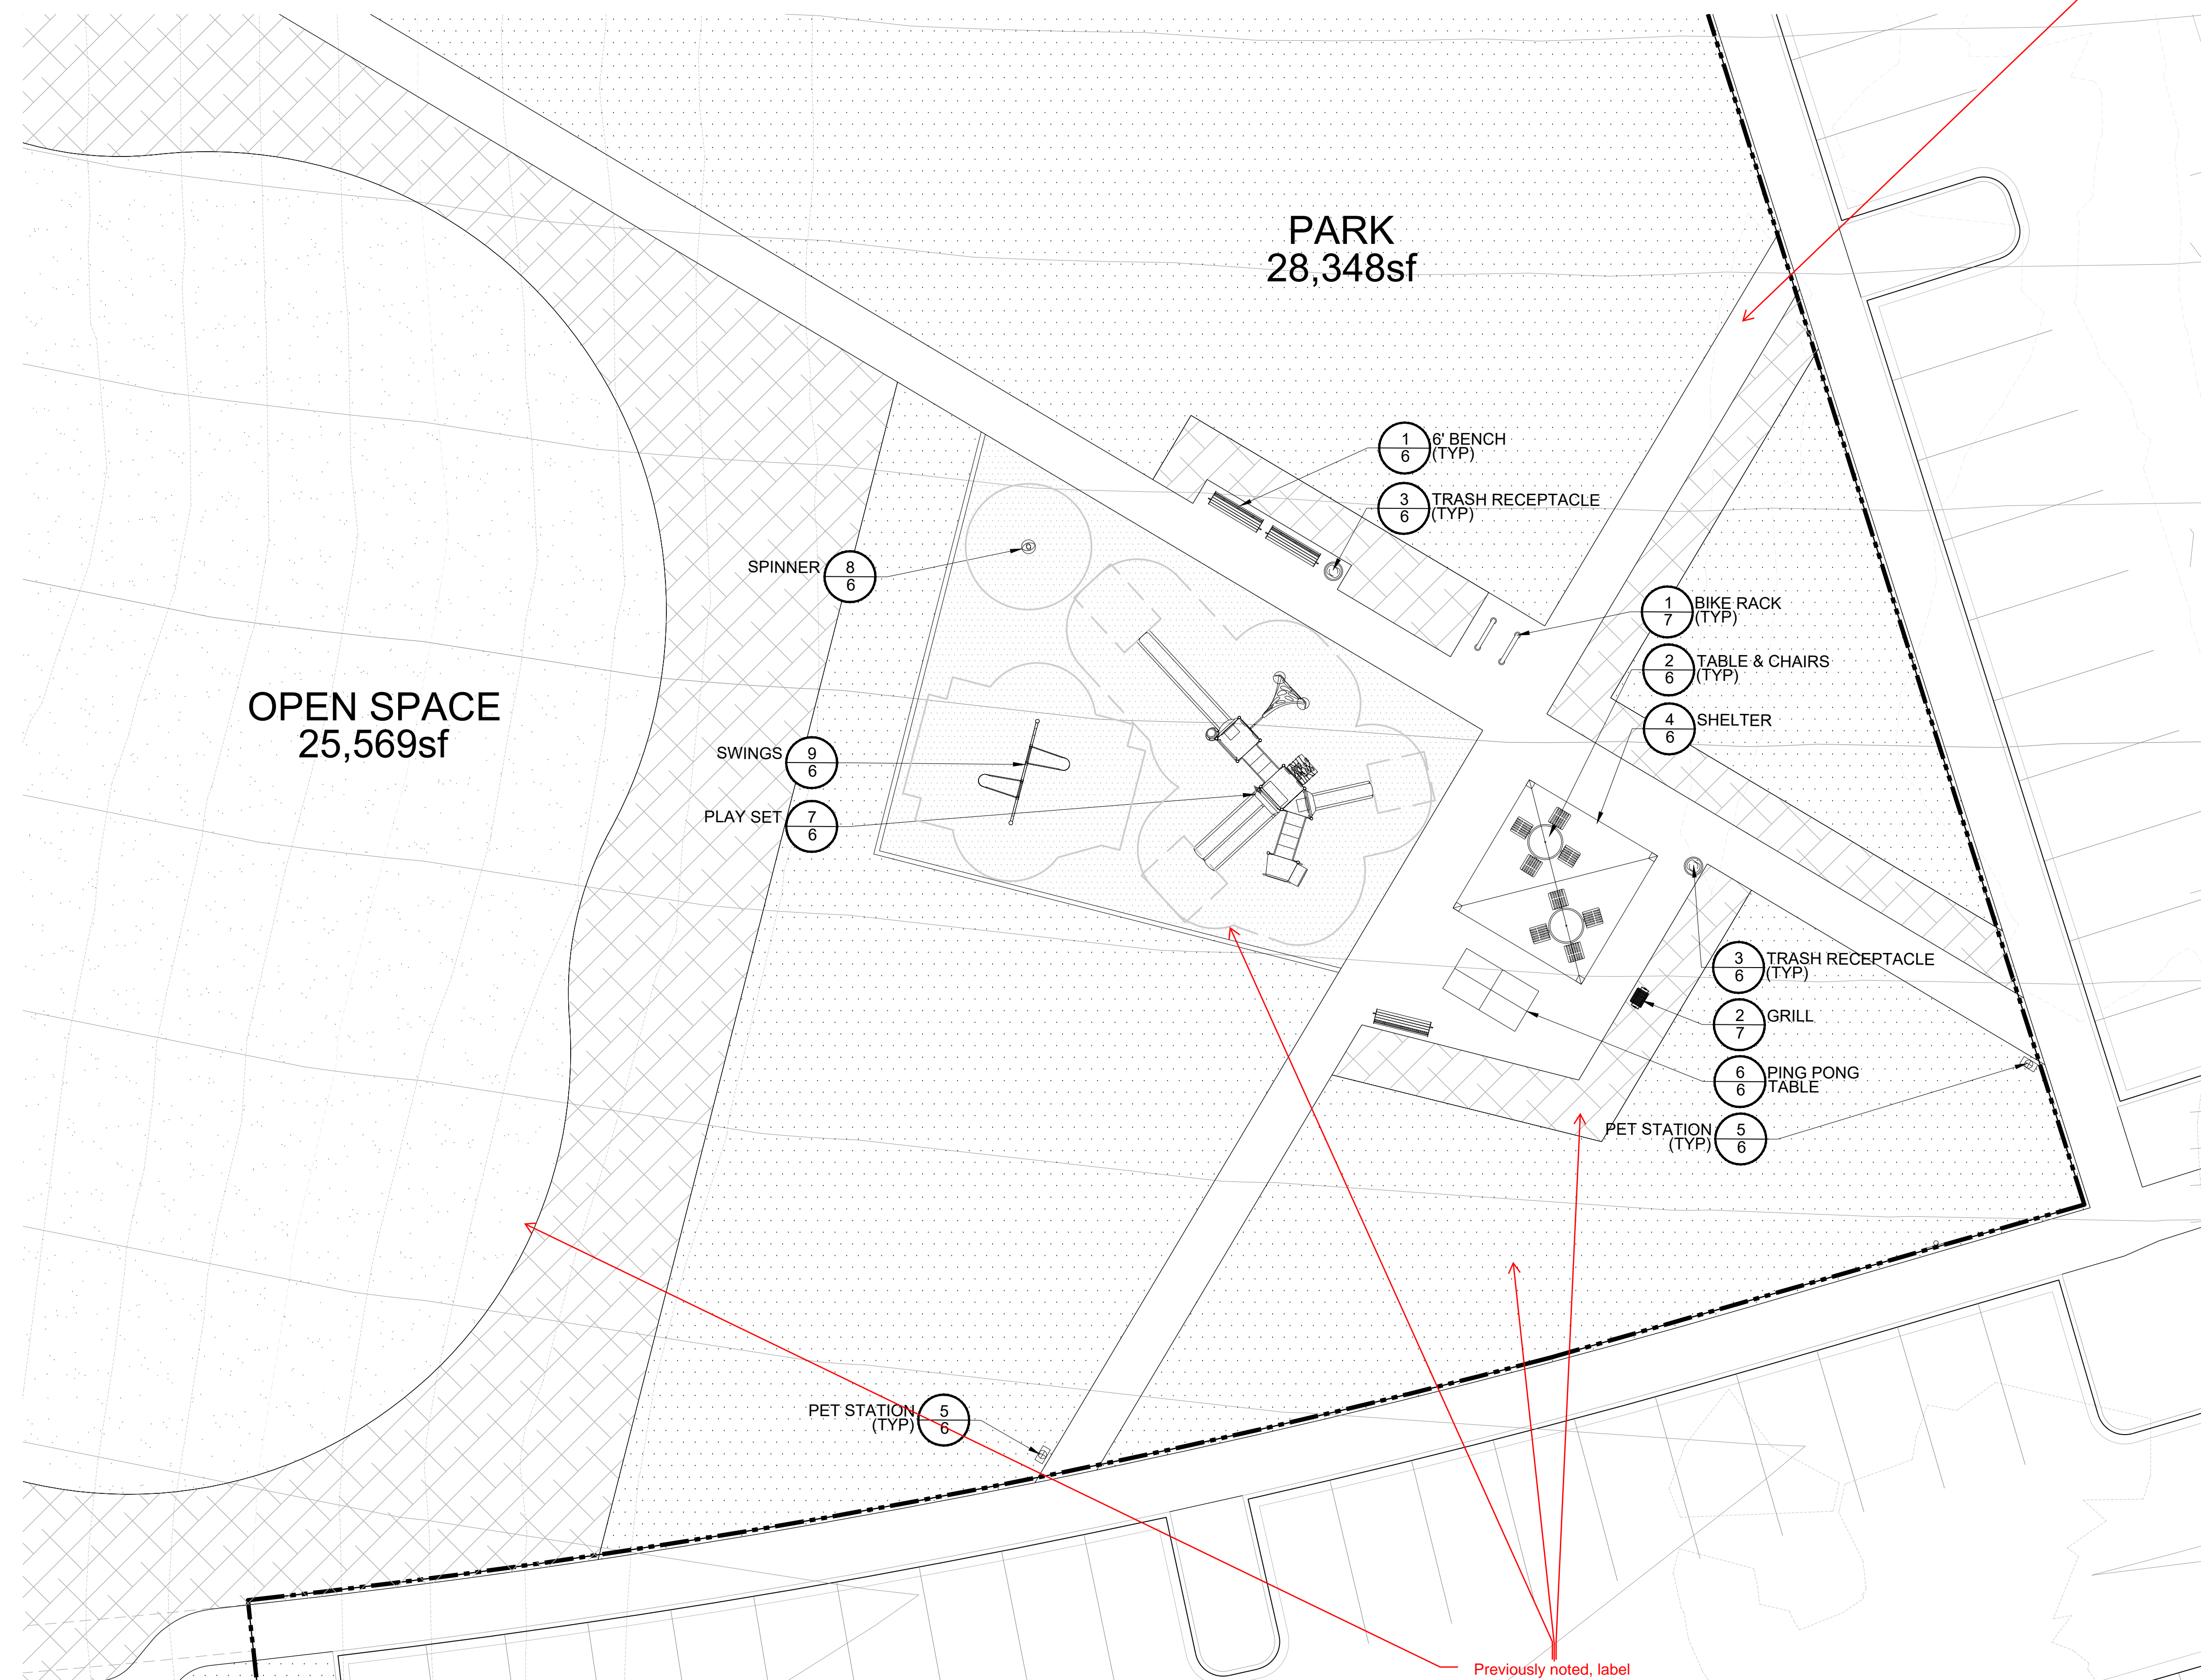 PARK
28,348sf
1
6
6' BENCH
(TYP)
3
6
TRASH RECEPTACLE
(TYP)
SPINNER
8
6
1
7
BIKE RACK
(TYP)
2
6
TABLE & CHAIRS
(TYP)
4
6
SHELTER
OPEN SPACE
25,569sf
SWINGS
9
6
PLAY SET
7
6
3
6
TRASH RECEPTACLE
(TYP)
2
7
GRILL
6
6
PING PONG
TABLE
PET STATION
(TYP)
5
6
PET STATION
(TYP)
5
6
Previously noted, label